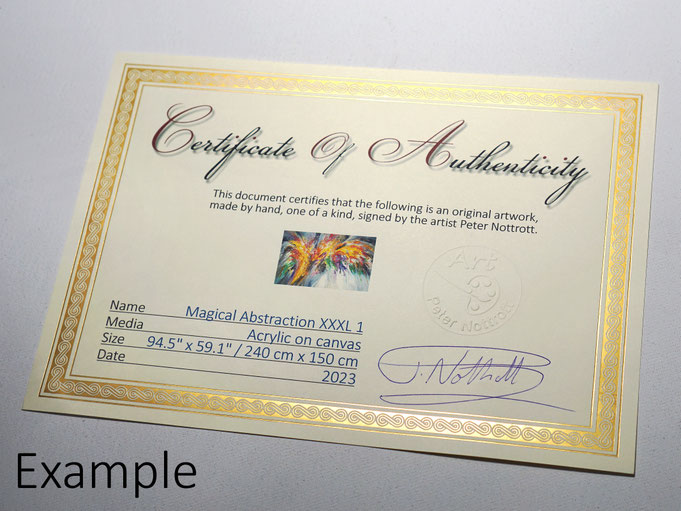 Certificate Of Authenticity
This document certifies that the following is an original artwork,
made by hand, one of a kind, signed by the artist Peter Nottrott.
Art
Peter Nottrott
Name Magical Abstraction XXXL 1
Media Acrylic on canvas
Size 94.5" x 59.1" / 240 cm x 150 cm
Date 2023
P. Nottrott
Example